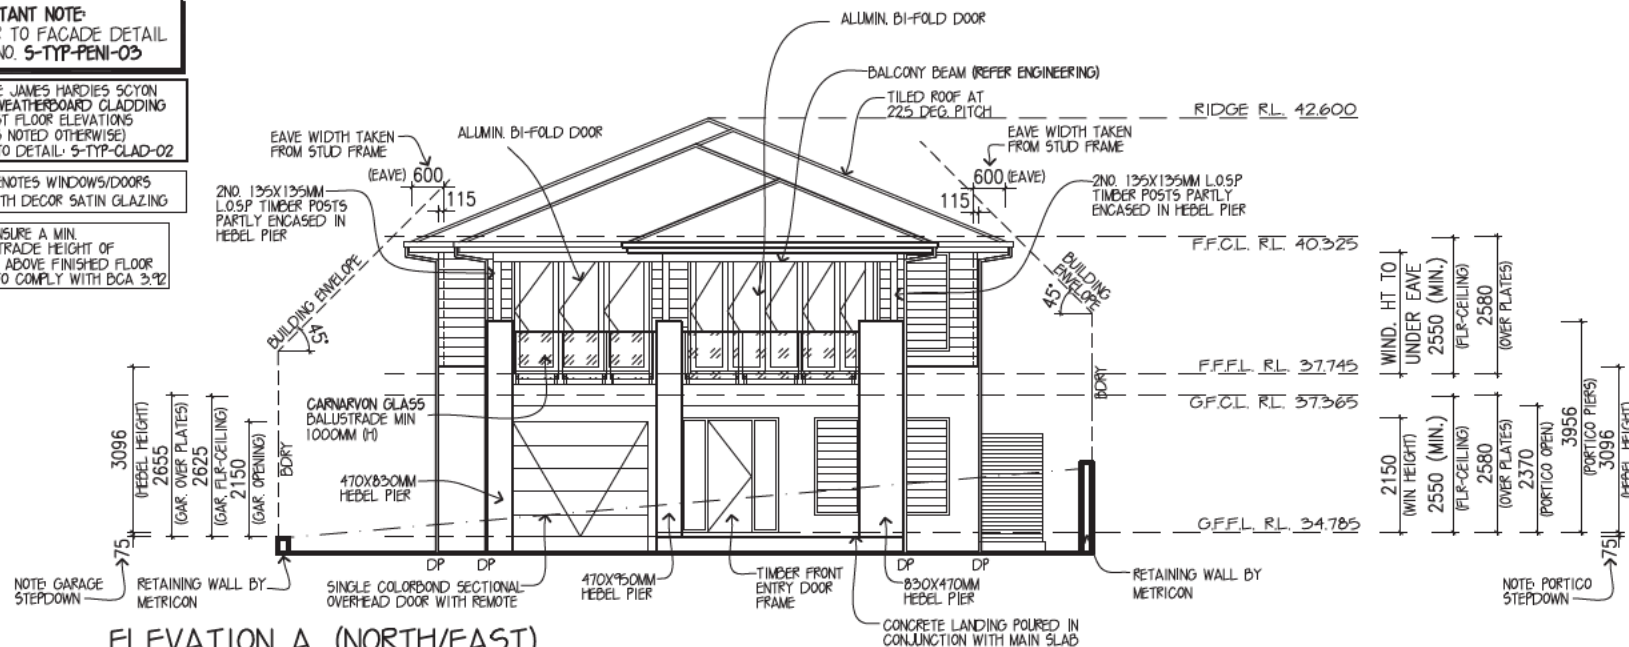 TANT NOTE:
TO FACADE DETAIL
NO. S-TYP-PENI-03
JAMES HARDIES SCYON
WEATHERBOARD CLADDING
ST FLOOR ELEVATIONS
NOTED OTHERWISE)
TO DETAIL: S-TYP-CLAD-02
ENOTES WINDOWS/DOORS
TH DECOR SATIN GLAZING
NSURE A MIN.
TRADE HEIGHT OF
ABOVE FINISHED FLOOR
TO COMPLY WITH BCA 3.9.2
ALUMIN. BI-FOLD DOOR
BALCONY BEAM (REFER ENGINEERING)
TILED ROOF AT
22.5 DEG. PITCH
RIDGE R.L. 42.600
EAVE WIDTH TAKEN
FROM STUD FRAME
(EAVE) 600
115
ALUMIN. BI-FOLD DOOR
EAVE WIDTH TAKEN
FROM STUD FRAME
600 (EAVE)
115
2NO. 135X135MM
L.O.S.P TIMBER POSTS
PARTLY ENCASED IN
HEBEL PIER
2NO. 135X135MM L.O.S.P
TIMBER POSTS PARTLY
ENCASED IN HEBEL PIER
F.F.C.L. R.L. 40.325
BUILDING ENVELOPE
45°
BUILDING
ENVELOPE
45°
F.F.F.L. R.L. 37.745
G.F.C.L. R.L. 37.365
G.F.F.L. R.L. 34.785
WIND. HT TO
UNDER EAVE
2550 (MIN.)
(FLR-CEILING)
2580
(OVER PLATES)
CARNARVON GLASS
BALUSTRADE MIN
1000MM (H)
470X830MM
HEBEL PIER
3096
(HEBEL HEIGHT)
2655
(GAR. OVER PLATES)
2625
(GAR. FLR-CEILING)
2150
(GAR. OPENING)
BDRY
BDRY
2150
(WIN HEIGHT)
2550 (MIN.)
(FLR-CEILING)
2580
(OVER PLATES)
2370
(PORTICO OPEN)
3956
(PORTICO PIERS)
3096
(HEBEL HEIGHT)
75
75
DP
DP
DP
DP
NOTE: GARAGE
STEPDOWN
RETAINING WALL BY
METRICON
SINGLE COLORBOND SECTIONAL
OVERHEAD DOOR WITH REMOTE
470X950MM
HEBEL PIER
TIMBER FRONT
ENTRY DOOR
FRAME
830X470MM
HEBEL PIER
CONCRETE LANDING POURED IN
CONJUNCTION WITH MAIN SLAB
RETAINING WALL BY
METRICON
NOTE: PORTICO
STEPDOWN
ELEVATION A (NORTH/EAST)